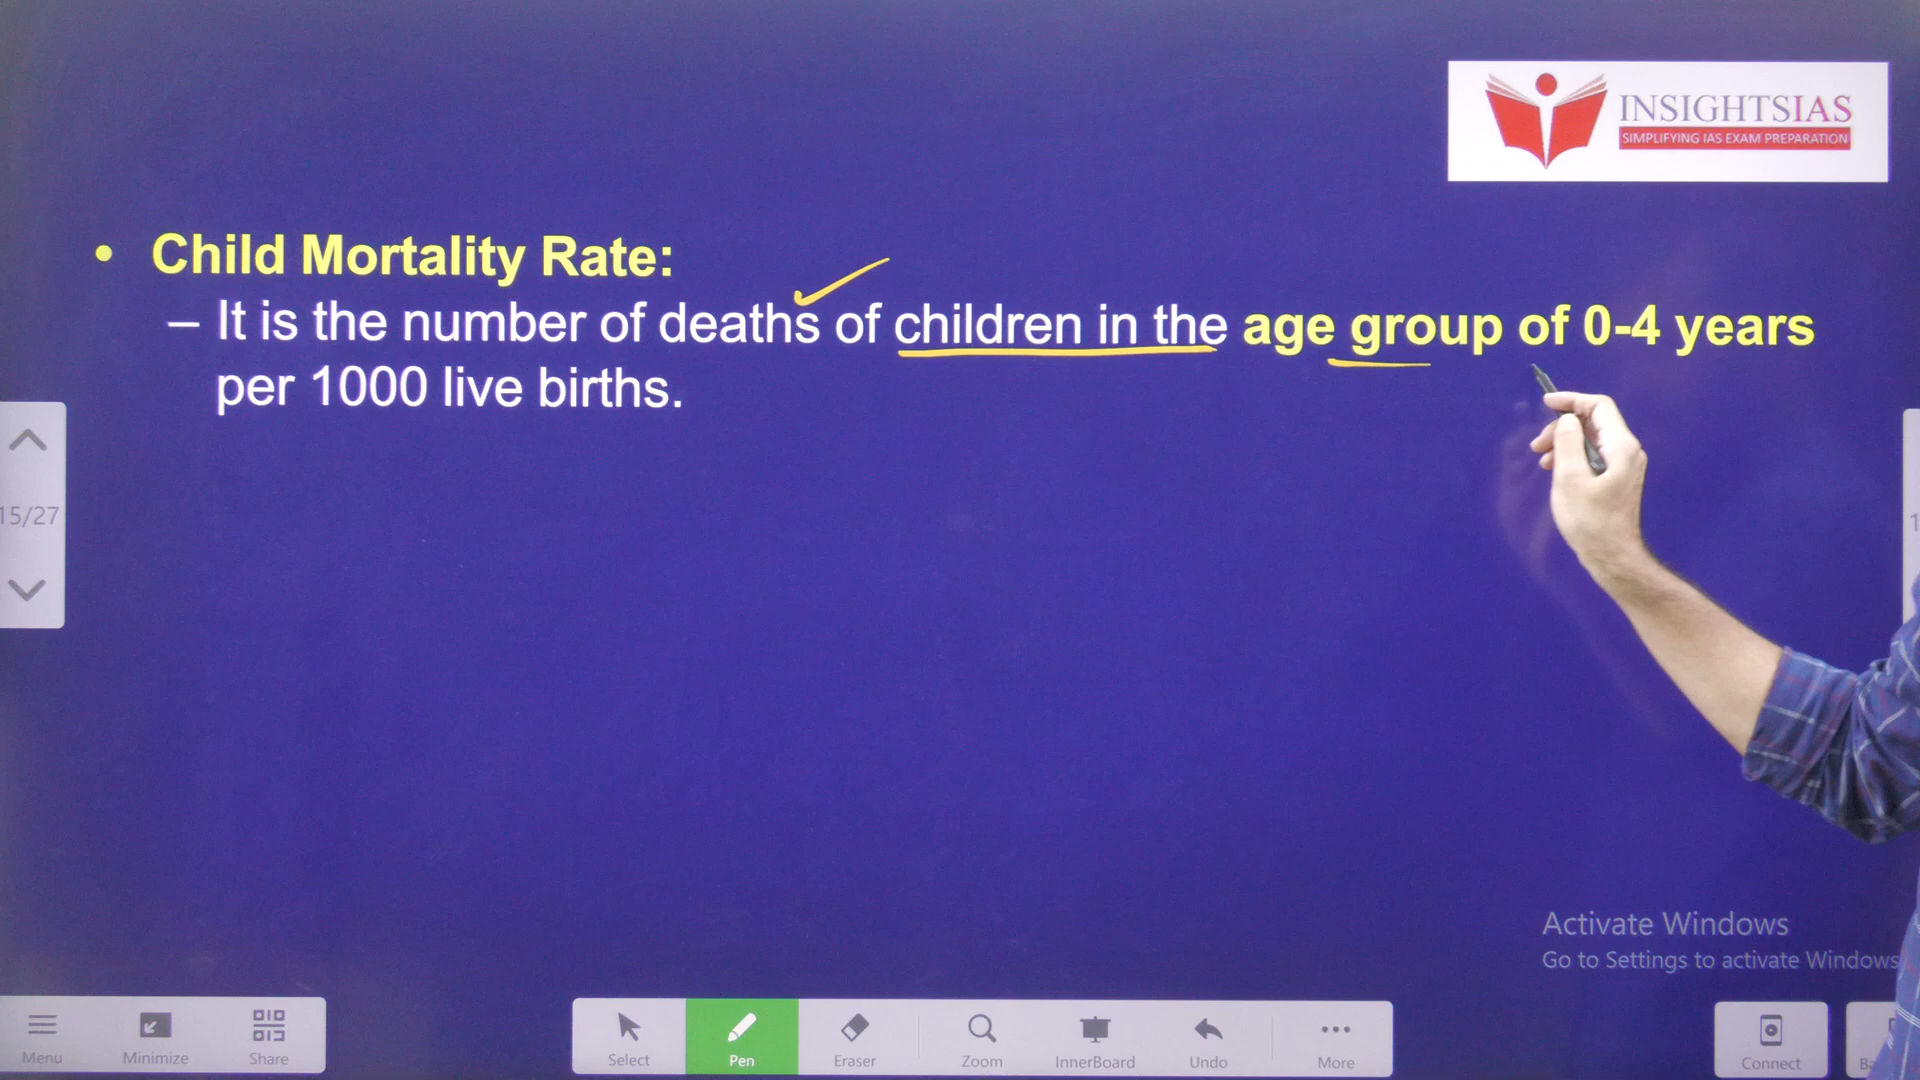 INSIGHTSIAS
SIMPLIFYING IAS EXAM PREPARATION
• Child Mortality Rate:
– It is the number of deaths of children in the age group of 0-4 years
per 1000 live births.
15/27
1
Activate Windows
Go to Settings to activate Windows
Menu
Minimize
Share
Select
Pen
Eraser
Zoom
InnerBoard
Undo
More
Connect